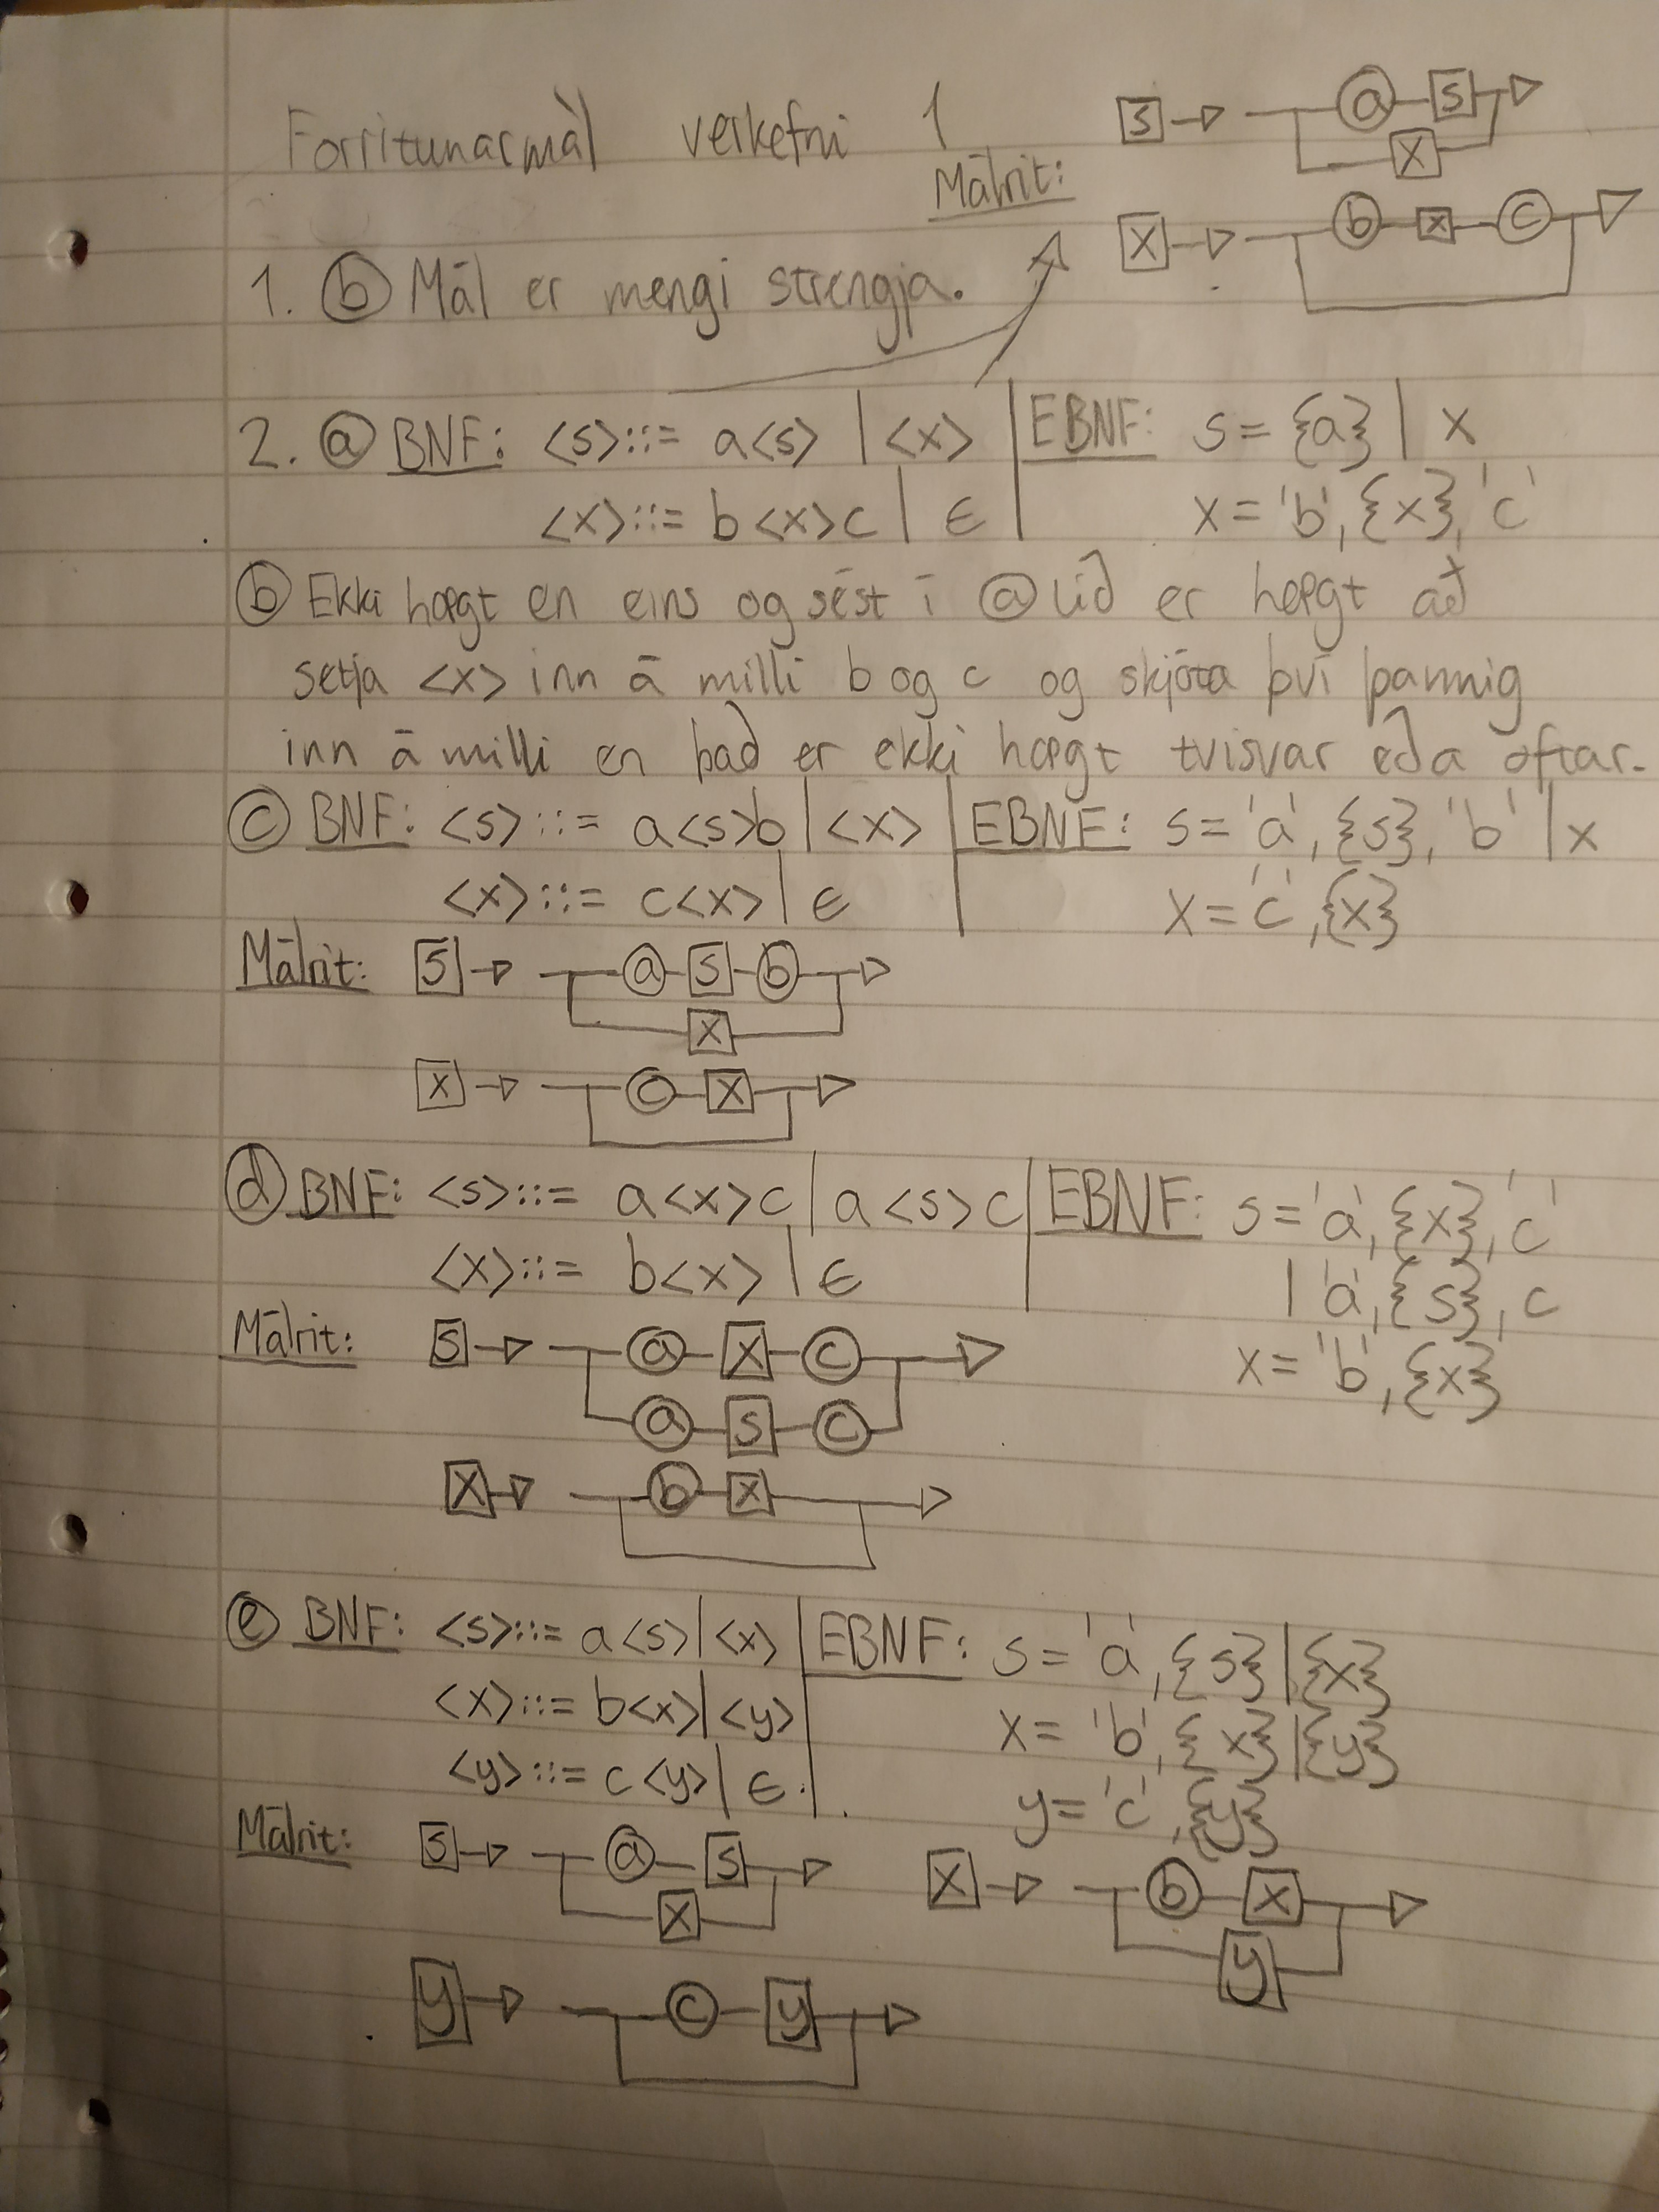 Forritunarmál verkefni 1
Málrit:
S a S
X
X b X c
1. (b) Mál er mengi strengja.
2. (a) BNF: <s>::= a<s> | <x> | EBNF: s = {a} | x
<x>::= b<x>c | ϵ | x = 'b', {x}, 'c'
(b) Ekki hægt en eins og sést í (a) lið er hægt að
setja <x> inn á milli b og c og skjóta því þannig
inn á milli en það er ekki hægt tvisvar eða oftar.
(c) BNF: <s>::= a<s>b | <x> | EBNF: s = 'a', {s}, 'b' | x
<x>::= c<x> | ϵ | x = 'c', {x}
Málrit: S a S b
X
X c X
(d) BNF: <s>::= a<x>c | a<s>c | EBNF: s = 'a', {x}, 'c'
<x>::= b<x> | ϵ | | 'a', {s}, c
Málrit: S a X c x = 'b', {x}
a S c
X b X
(e) BNF: <s>::= a<s> | <x> | EBNF: s = 'a', {s} | {x}
<x>::= b<x> | <y> | x = 'b', {x} | {y}
<y>::= c<y> | ϵ. | y = 'c', {y}
Málrit: S a S X b X
X y
y c y